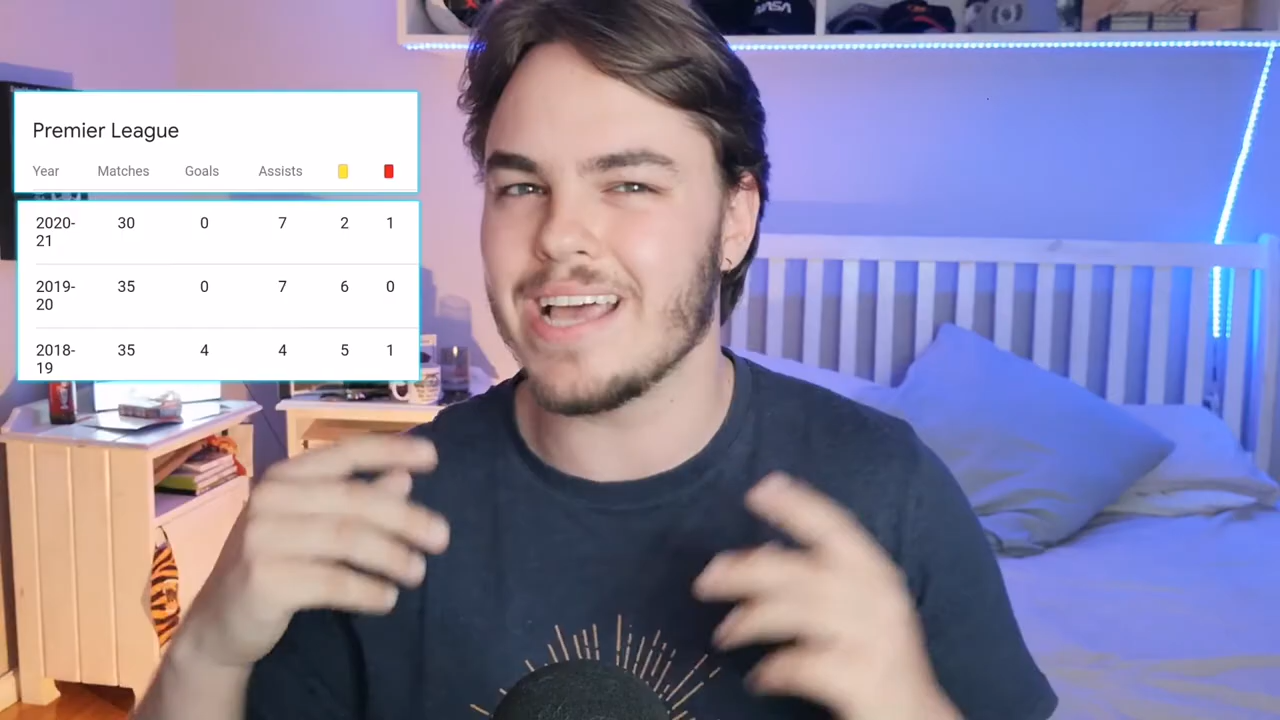 NASA
Premier League
Year Matches Goals Assists
2020-21 30 0 7 2 1
2019-20 35 0 7 6 0
2018-19 35 4 4 5 1